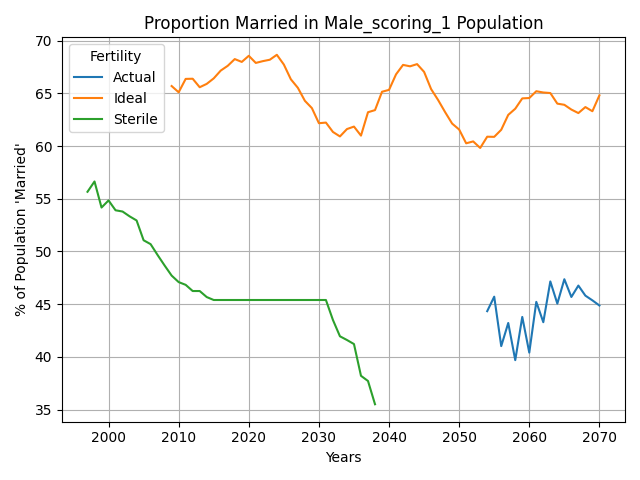 Proportion Married in Male_scoring_1 Population
Fertility
Actual
Ideal
Sterile
% of Population 'Married'
70
65
60
55
50
45
40
35
2000
2010
2020
2030
2040
2050
2060
2070
Years